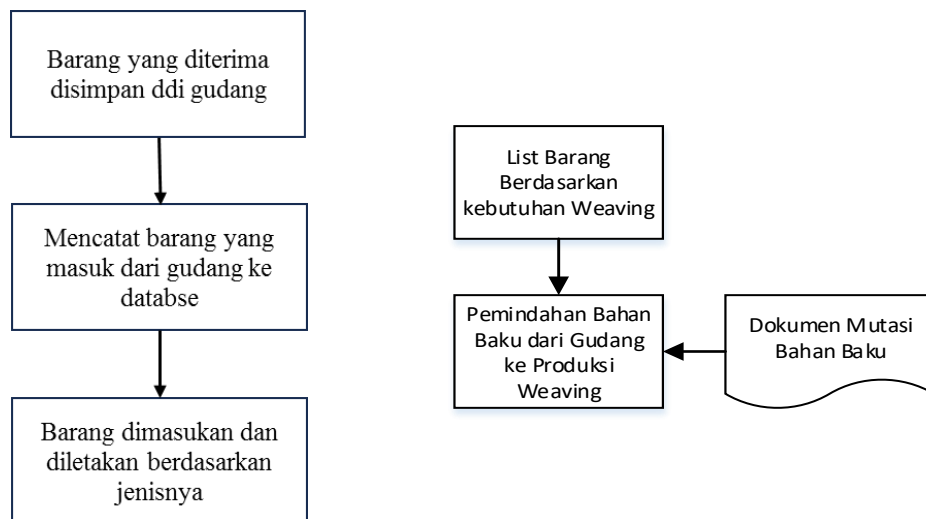 Barang yang diterima
disimpan ddi gudang
Mencatat barang yang
masuk dari gudang ke
databse
Barang dimasukan dan
diletakan berdasarkan
jenisnya
List Barang
Berdasarkan
kebutuhan Weaving
Pemindahan Bahan
Baku dari Gudang
ke Produksi
Weaving
Dokumen Mutasi
Bahan Baku